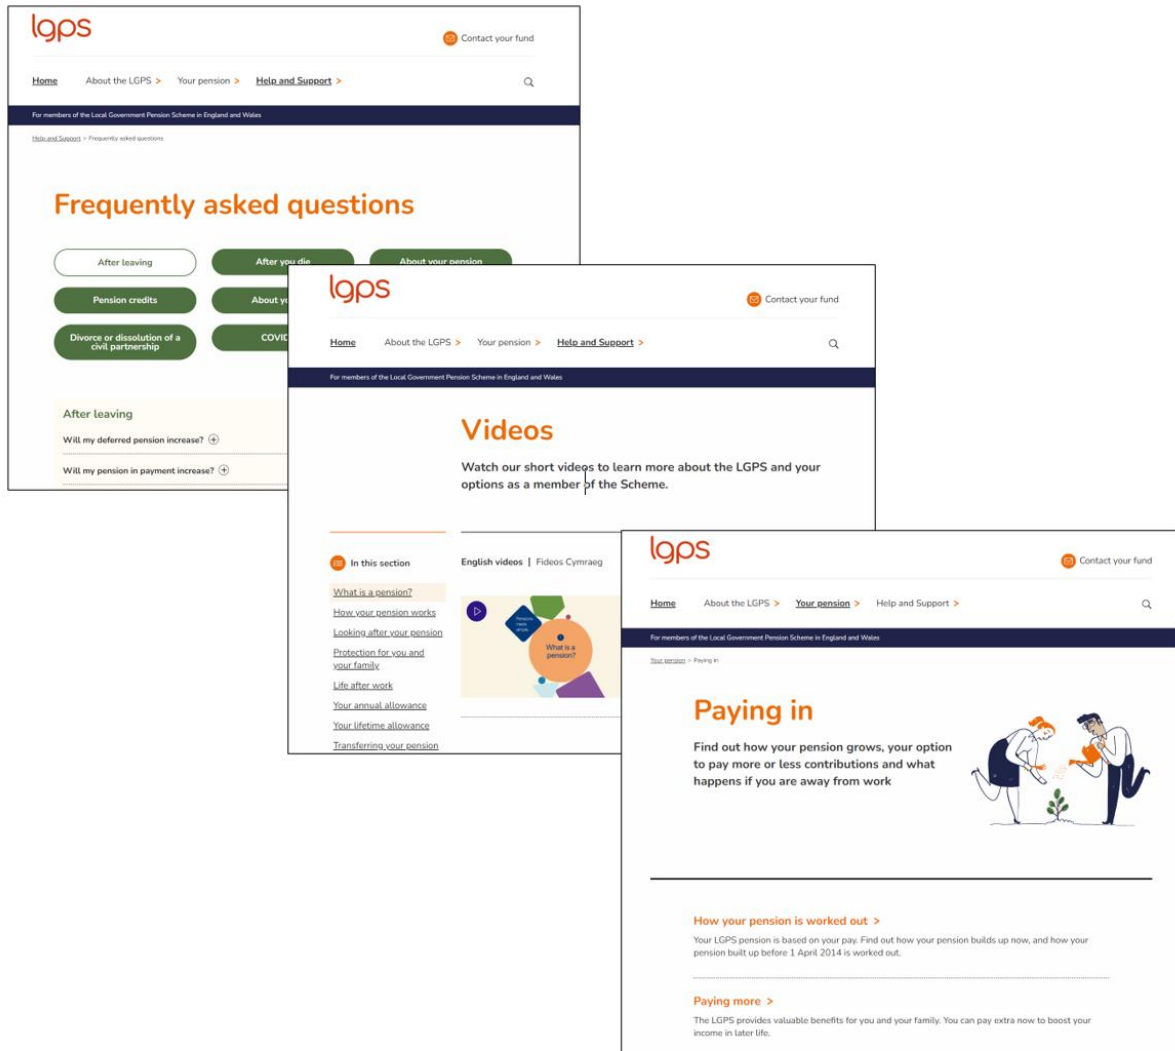 lgps
Contact your fund
Home About the LGPS > Your pension > Help and Support >
For members of the Local Government Pension Scheme in England and Wales
Help and Support > Frequently asked questions
Frequently asked questions
After leaving
After you die
About your pension
Pension credits
About
Divorce or dissolution of a
civil partnership
COVID
After leaving
Will my deferred pension increase?
Will my pension in payment increase?
lgps
Contact your fund
Home About the LGPS > Your pension > Help and Support >
For members of the Local Government Pension Scheme in England and Wales
Videos
Watch our short videos to learn more about the LGPS and your
options as a member of the Scheme.
In this section
What is a pension?
How your pension works
Looking after your pension
Protection for you and
your family
Life after work
Your annual allowance
Your lifetime allowance
Transferring your pension
English videos | Fideos Cymraeg
Pensions
made
simple
What is a
pension?
lgps
Contact your fund
Home About the LGPS > Your pension > Help and Support >
For members of the Local Government Pension Scheme in England and Wales
Your pension > Paying in
Paying in
Find out how your pension grows, your option
to pay more or less contributions and what
happens if you are away from work
How your pension is worked out >
Your LGPS pension is based on your pay. Find out how your pension builds up now, and how your
pension built up before 1 April 2014 is worked out.
Paying more >
The LGPS provides valuable benefits for you and your family. You can pay extra now to boost your
income in later life.